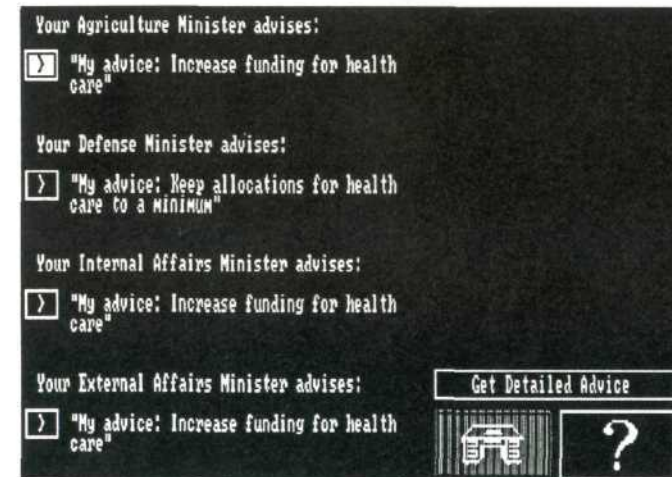 Your Agriculture Minister advises:
> "My advice: Increase funding for health
care"
Your Defense Minister advises:
> "My advice: Keep allocations for health
care to a minimum"
Your Internal Affairs Minister advises:
> "My advice: Increase funding for health
care"
Your External Affairs Minister advises:
> "My advice: Increase funding for health
care"
Get Detailed Advice
?